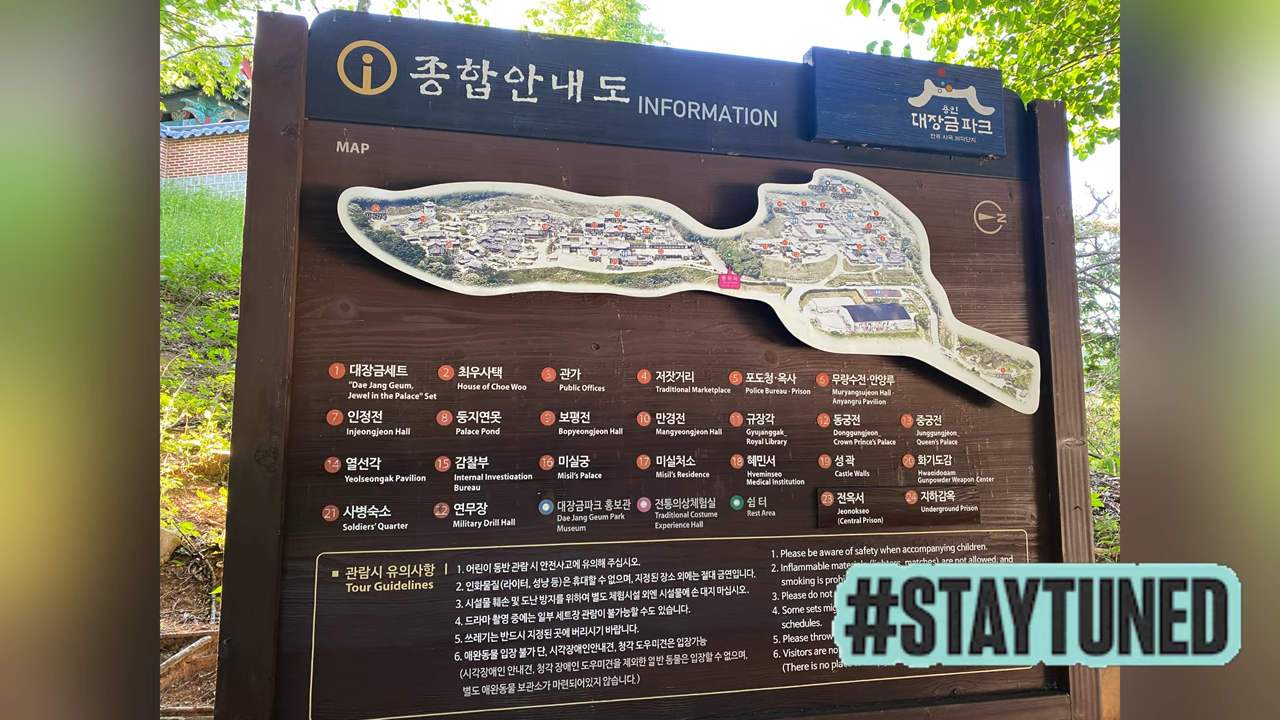 종합안내도 INFORMATION
용인
대장금파크
한류 사극 제작단지
MAP
N
1 대장금세트
"Dae Jang Geum,
Jewel in the Palace" Set
2 최우사택
House of Choe Woo
3 관가
Public Offices
4 저잣거리
Traditional Marketplace
5 포도청·옥사
Police Bureau · Prison
6 무량수전·안양루
Muryangsujeon Hall ·
Anyangru Pavilion
7 인정전
Injeongjeon Hall
8 동지연못
Palace Pond
9 보평전
Bopyeongjeon Hall
10 만경전
Mangyeongjeon Hall
11 규장각
Gyujanggak_
Royal Library
12 동궁전
Donggungjeon_
Crown Prince's Palace
13 중궁전
Junggungjeon_
Queen's Palace
14 열선각
Yeolseongak Pavilion
15 감찰부
Internal Investigation
Bureau
16 미실궁
Misil's Palace
17 미실처소
Misil's Residence
18 혜민서
Hyeminseo
Medical Institution
19 성곽
Castle Walls
20 화기도감
Hwagidogam
Gunpowder Weapon Center
21 사병숙소
Soldiers' Quarter
22 연무장
Military Drill Hall
대장금파크 홍보관
Dae Jang Geum Park
Museum
전통의상체험실
Traditional Costume
Experience Hall
쉼 터
Rest Area
23 전옥서
Jeonokseo
(Central Prison)
24 지하감옥
Underground Prison
관람시 유의사항
Tour Guidelines
1. 어린이 동반 관람 시 안전사고에 유의해 주십시오.
2. 인화물질(라이터, 성냥 등)은 휴대할 수 없으며, 지정된 장소 외에는 절대 금연입니다.
3. 시설물 훼손 및 도난 방지를 위하여 별도 체험시설 외엔 시설물에 손 대지 마십시오.
4. 드라마 촬영 중에는 일부 세트장 관람이 불가능할 수도 있습니다.
5. 쓰레기는 반드시 지정된 곳에 버리시기 바랍니다.
6. 애완동물 입장 불가 단, 시각장애인안내견, 청각 도우미견은 입장가능
(시각장애인 안내견, 청각 장애인 도우미견을 제외한 일반 동물은 입장할 수 없으며,
별도 애완동물 보관소가 마련되어있지 않습니다.)
1. Please be aware of safety when accompanying children.
2. Inflammable materials (lighters, matches) are not allowed, and
smoking is
3. Please do not
4. Some sets
schedules.
5. Please throw
6. Visitors are
(There is no
#STAYTUNED